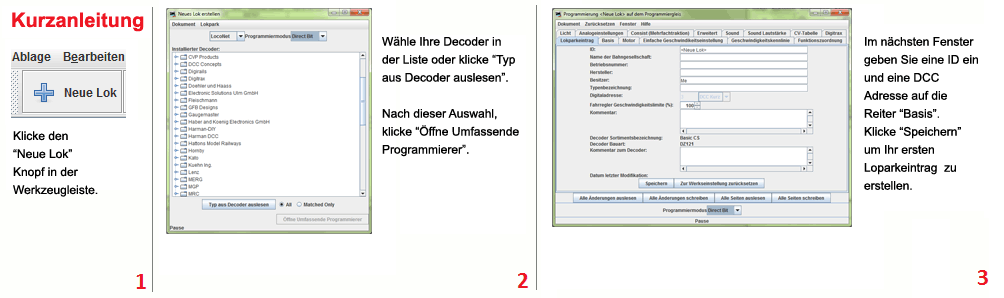 Kurzanleitung
Ablage Bearbeiten
Neue Lok
Klicke den
"Neue Lok"
Knopf in der
Werkzeugleiste.
1
Neues Lok erstellen
Dokument Lokpark
LocoNet Programmiermodus Direct Bit
Installierter Decoder:
CVP Products
DCC Concepts
Digirails
Digitrax
Doehler und Haass
Electronic Solutions Ulm GmbH
Fleischmann
GFB Designs
Gaugemaster
Haber and Koenig Electronics GmbH
Harman-DIY
Harman DCC
Hattons Model Railways
Hornby
Kato
Kuehn Ing.
Lenz
MERG
MQP
MRC
Typ aus Decoder auslesen All Matched Only
Öffne Umfassende Programmierer
Pause
Wähle Ihre Decoder in
der Liste oder klicke "Typ
aus Decoder auslesen".
Nach dieser Auswahl,
klicke "Öffne Umfassende
Programmierer".
2
Programmierung <Neue Lok> auf dem Programmiergleis
Dokument Zurücksetzen Fenster Hilfe
Licht Analogeinstellungen Consist (Mehrfachtraktion) Erweitert Sound Sound Lautstärke CV-Tabelle Digitrax
Lokparkeintrag Basis Motor Einfache Geschwindikeitseinstellung Geschwindigkeitskennlinie Funktionszuordnung
ID: <Neue Lok>
Name der Bahngesellschaft:
Betriebsnummer:
Hersteller:
Besitzer: Me
Typenbezeichnung:
Digitaladresse: 3 DCC Kurz
Fahrregler Geschwindigkeitslimite (%): 100
Kommentar:
Decoder Sortimentsbezeichnung: Basic CS
Decoder Bauart: DZ121
Kommentar zum Decoder:
Datum letzter Modifikation:
Speichern Zur Werkseinstellung zurücksetzen
Alle Änderungen auslesen Alle Änderungen schreiben Alle Seiten auslesen Alle Seiten schreiben
Programmiermodus Direct Bit
Pause
Im nächsten Fenster
geben Sie eine ID ein
und eine DCC
Adresse auf die
Reiter "Basis".
Klicke "Speichern"
um Ihr ersten
Loparkeintrag zu
erstellen.
3